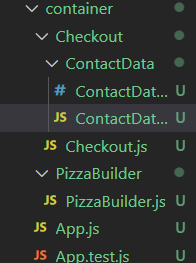 container
Checkout
ContactData
# ContactDat... U
JS ContactDat... U
JS Checkout.js U
PizzaBuilder
JS PizzaBuilder.js U
JS App.js U
JS App.test.js U